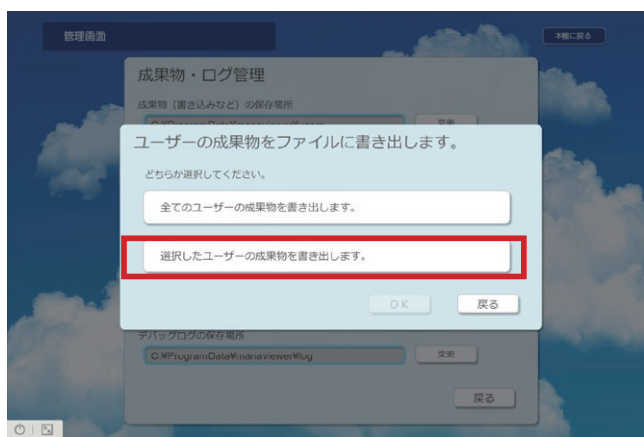 管理画面
本棚に戻る
成果物・ログ管理
成果物（書き込みなど）の保存場所
変更
ユーザーの成果物をファイルに書き出します。
どちらか選択してください。
全てのユーザーの成果物を書き出します。
選択したユーザーの成果物を書き出します。
OK
戻る
デバッグログの保存場所
C:¥ProgramData¥manaviewer¥log
変更
戻る